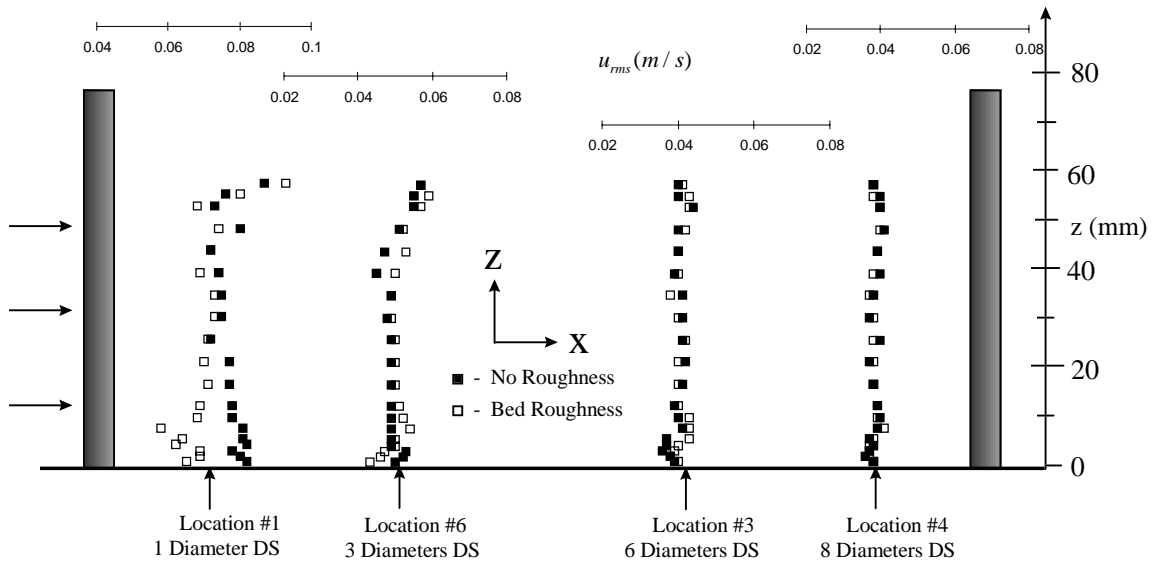 0.04 0.06 0.08 0.1
0.02 0.04 0.06 0.08
u_rms (m / s)
0.02 0.04 0.06 0.08
0.02 0.04 0.06 0.08
80
60
z (mm)
40
20
0
Z
X
■ - No Roughness
□ - Bed Roughness
Location #1
1 Diameter DS
Location #6
3 Diameters DS
Location #3
6 Diameters DS
Location #4
8 Diameters DS